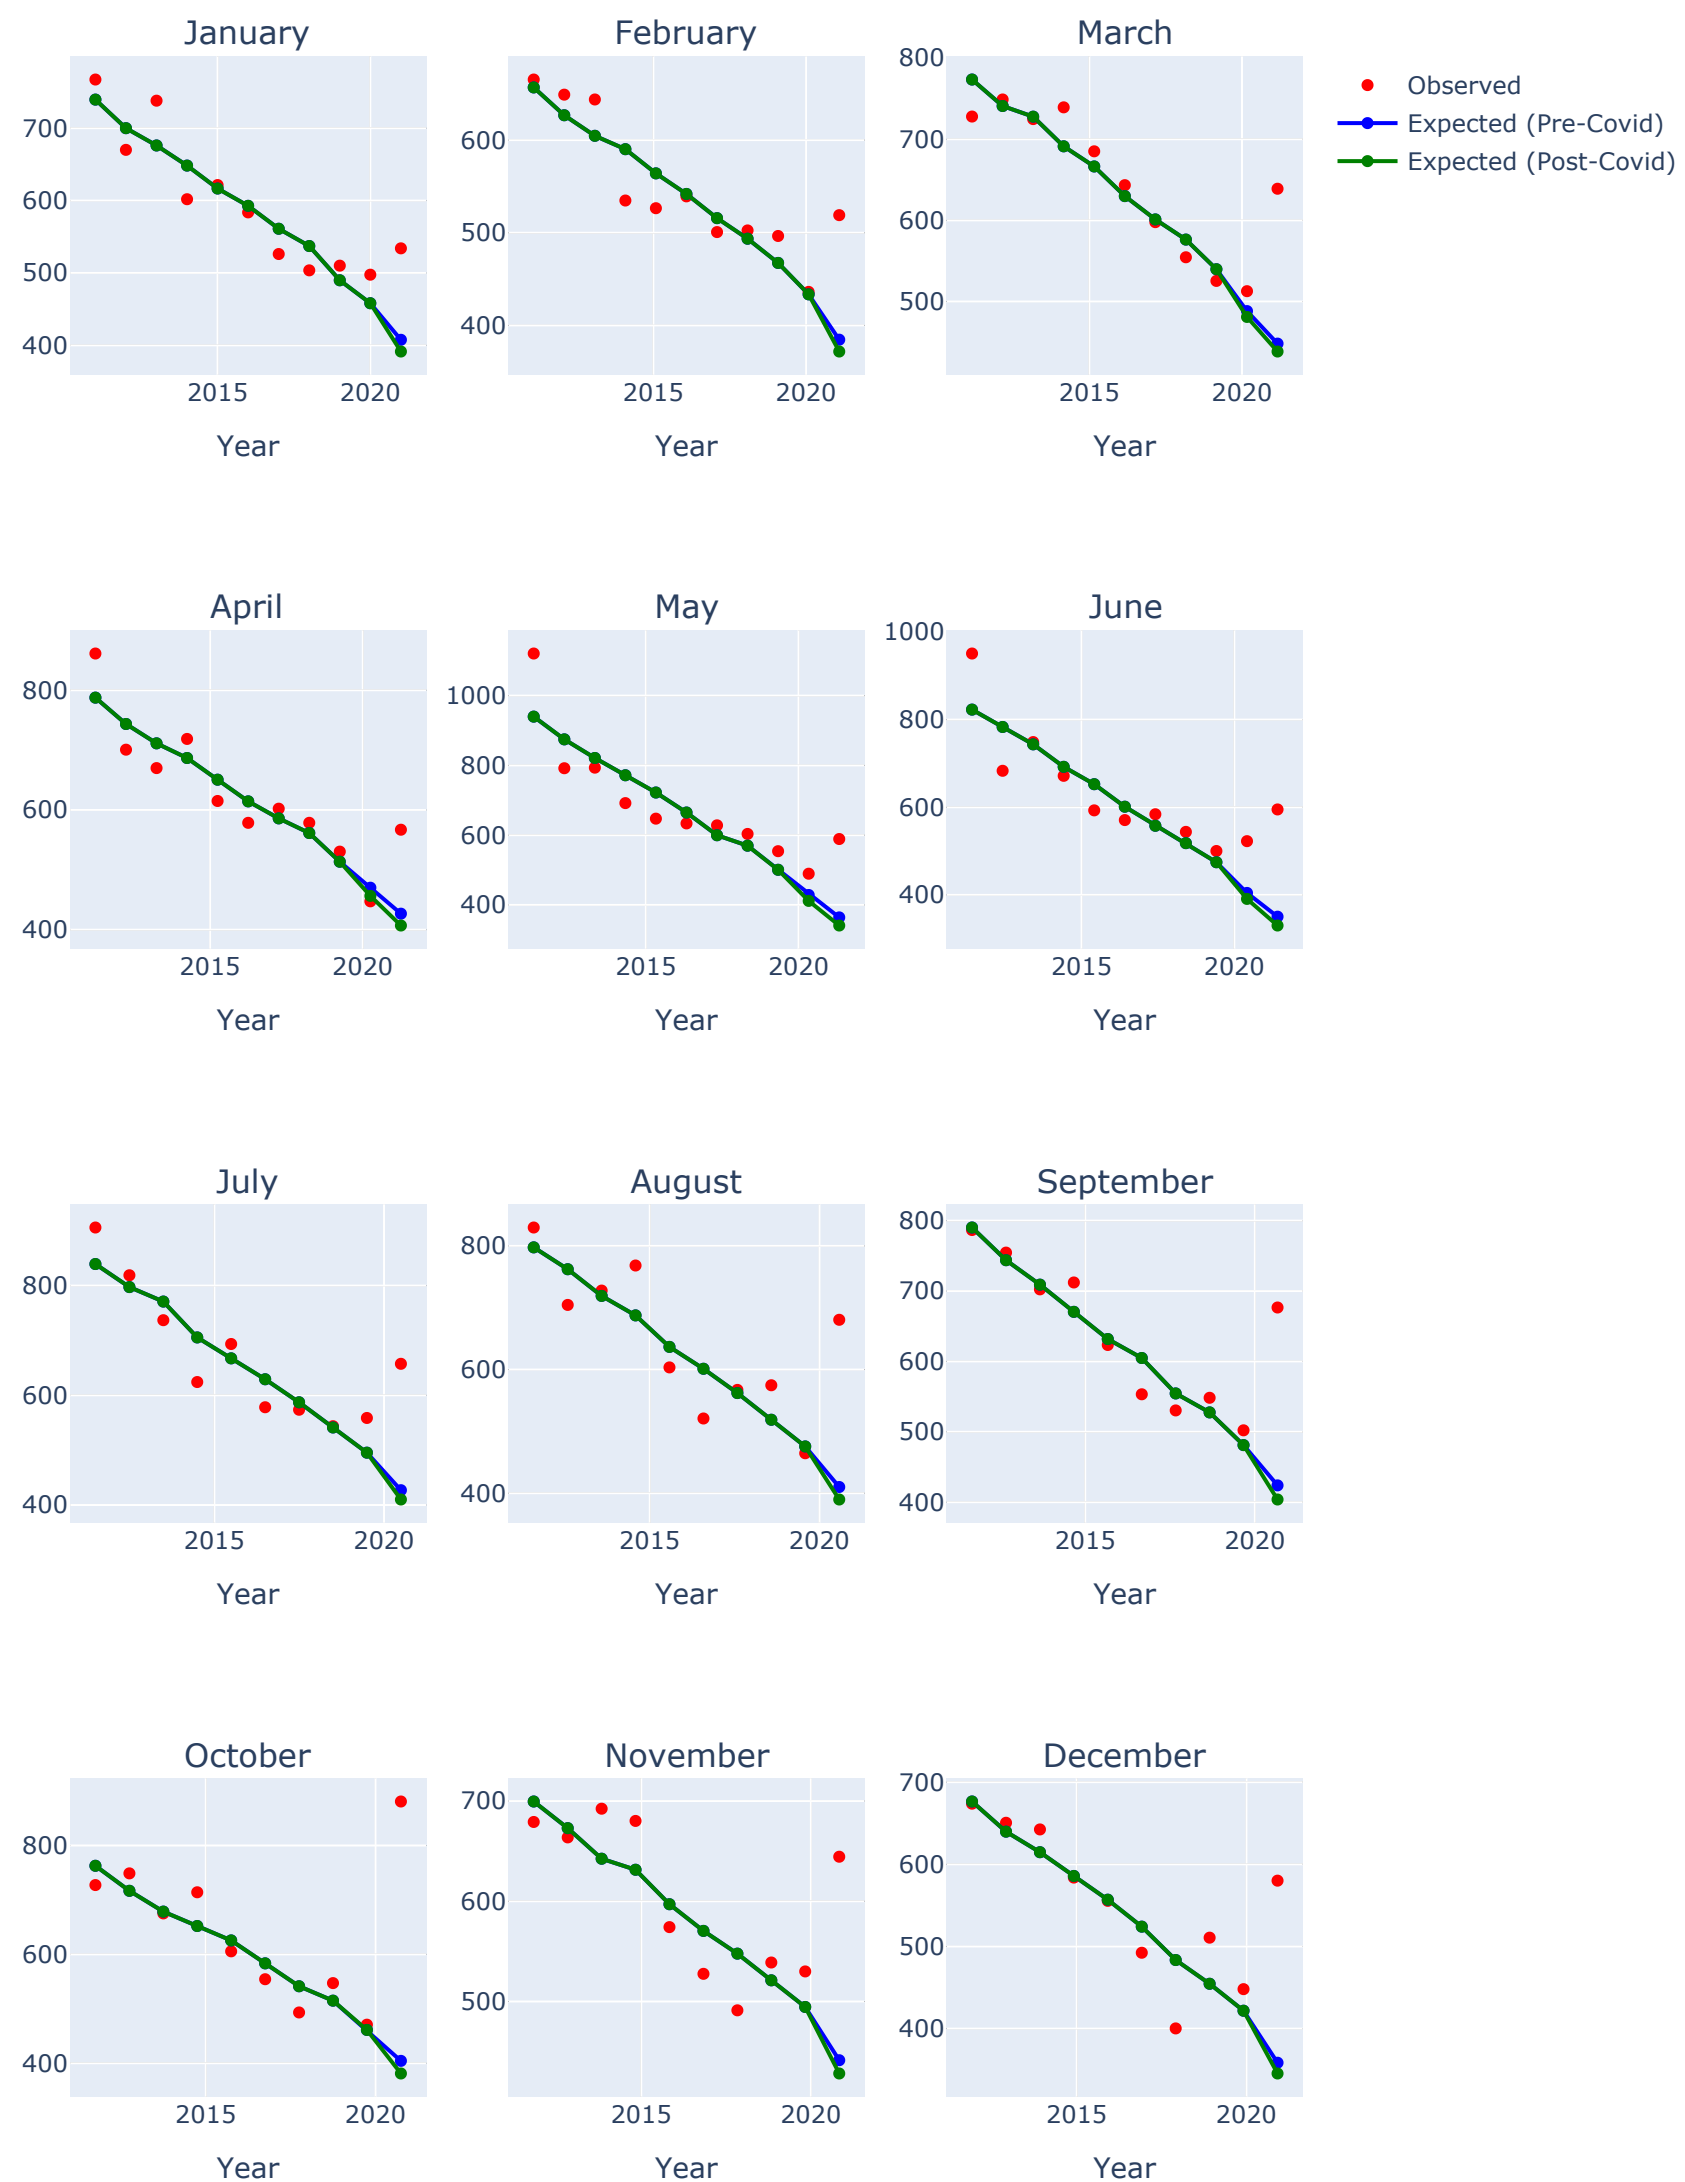 January
February
March
700
600
500
400
2015
2020
Year
600
500
400
2015
2020
Year
800
700
600
500
2015
2020
Year
Observed
Expected (Pre-Covid)
Expected (Post-Covid)
April
May
June
800
600
400
2015
2020
Year
1000
800
600
400
2015
2020
Year
1000
800
600
400
2015
2020
Year
July
August
September
800
600
400
2015
2020
Year
800
600
400
2015
2020
Year
800
700
600
500
400
2015
2020
Year
October
November
December
800
600
400
2015
2020
Year
700
600
500
2015
2020
Year
700
600
500
400
2015
2020
Year